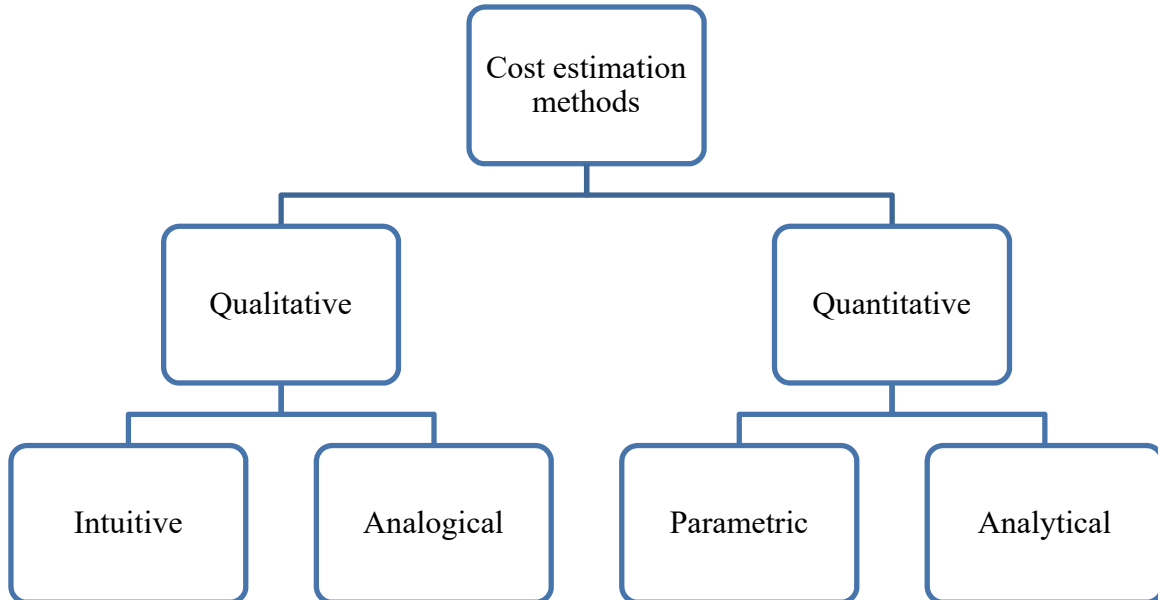 Cost estimation
methods
Qualitative
Quantitative
Intuitive
Analogical
Parametric
Analytical